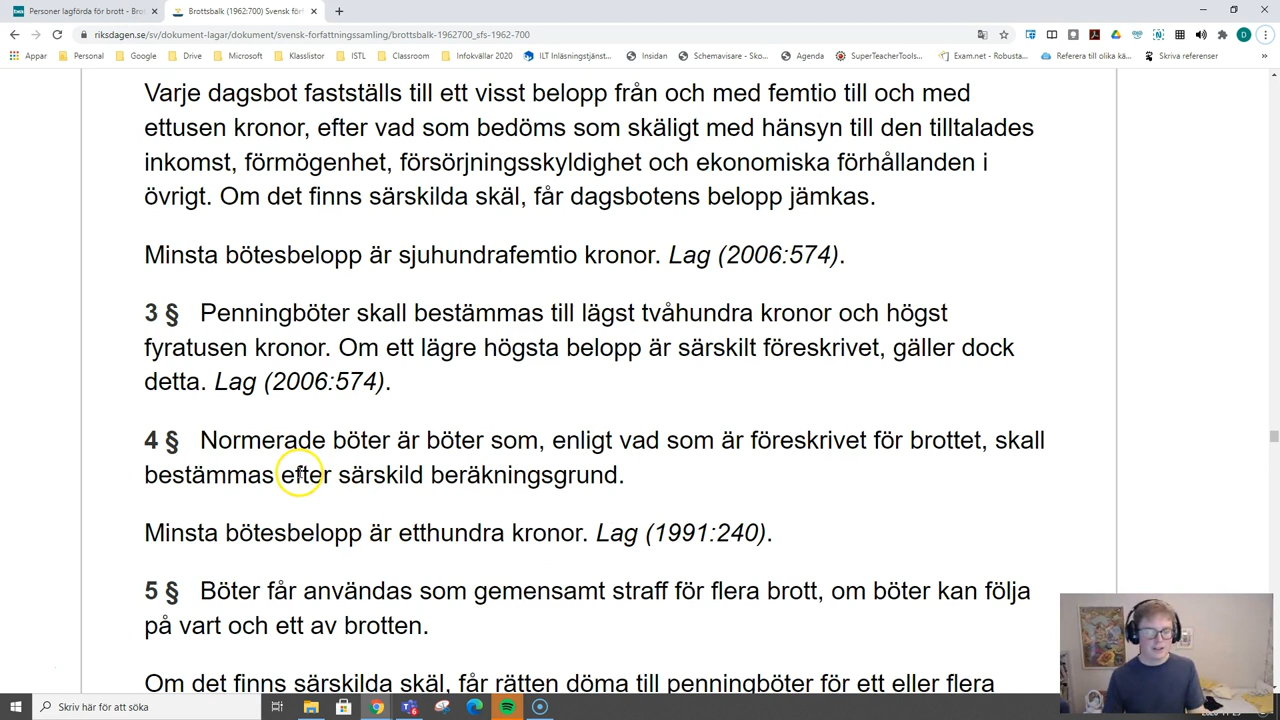 Personer lagförda för brott - Bro
Brottsbalk (1962:700) Svensk för
riksdagen.se/sv/dokument-lagar/dokument/svensk-forfattningssamling/brottsbalk-1962700_sfs-1962-700
Appar Personal Google Drive Microsoft Klasslistor ISTL Classroom Infokvällar 2020 ILT Inläsningstjänst... Insidan Schemavisare - Sko... Agenda SuperTeacherTools... Exam.net - Robusta... Referera till olika kä... Skriva referenser
Varje dagsbot fastställs till ett visst belopp från och med femtio till och med
ettusen kronor, efter vad som bedöms som skäligt med hänsyn till den tilltalades
inkomst, förmögenhet, försörjningsskyldighet och ekonomiska förhållanden i
övrigt. Om det finns särskilda skäl, får dagsbotens belopp jämkas.
Minsta bötesbelopp är sjuhundrafemtio kronor. Lag (2006:574).
3 § Penningböter skall bestämmas till lägst tvåhundra kronor och högst
fyratusen kronor. Om ett lägre högsta belopp är särskilt föreskrivet, gäller dock
detta. Lag (2006:574).
4 § Normerade böter är böter som, enligt vad som är föreskrivet för brottet, skall
bestämmas efter särskild beräkningsgrund.
Minsta bötesbelopp är etthundra kronor. Lag (1991:240).
5 § Böter får användas som gemensamt straff för flera brott, om böter kan följa
på vart och ett av brotten.
Om det finns särskilda skäl, får rätten döma till penningböter för ett eller flera
Skriv här för att söka